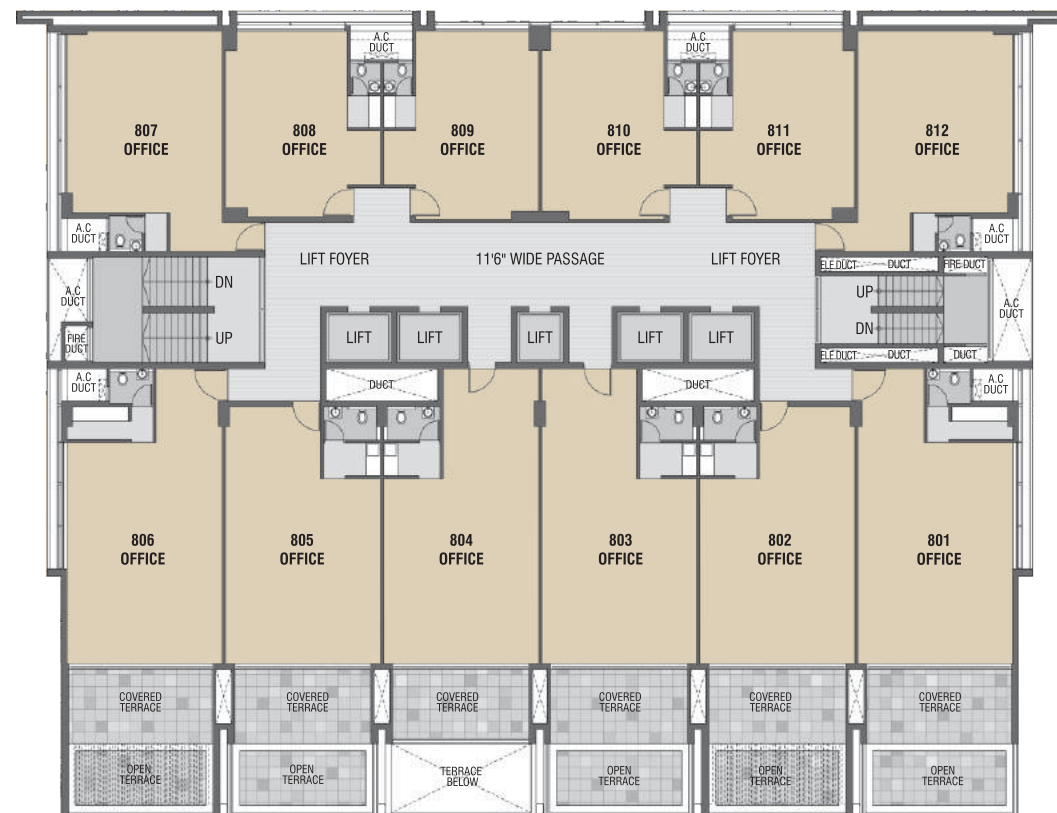 A.C
DUCT
A.C
DUCT
807
OFFICE
808
OFFICE
809
OFFICE
810
OFFICE
811
OFFICE
812
OFFICE
A.C
DUCT
A.C
DUCT
LIFT FOYER
11'6" WIDE PASSAGE
LIFT FOYER
ELE.DUCT
DUCT
FIRE DUCT
A.C
DUCT
DN
UP
A.C
DUCT
FIRE
DUCT
UP
DN
LIFT
LIFT
LIFT
LIFT
LIFT
ELE.DUCT
DUCT
DUCT
A.C
DUCT
DUCT
DUCT
A.C
DUCT
806
OFFICE
805
OFFICE
804
OFFICE
803
OFFICE
802
OFFICE
801
OFFICE
COVERED
TERRACE
COVERED
TERRACE
COVERED
TERRACE
COVERED
TERRACE
COVERED
TERRACE
COVERED
TERRACE
OPEN
TERRACE
OPEN
TERRACE
TERRACE
BELOW
OPEN
TERRACE
OPEN
TERRACE
OPEN
TERRACE